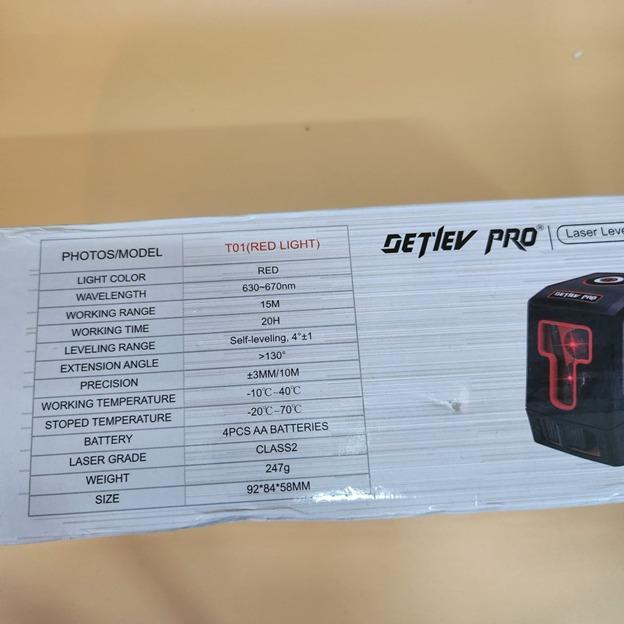 PHOTOS/MODEL T01(RED LIGHT)
LIGHT COLOR RED
WAVELENGTH 630~670nm
WORKING RANGE 15M
WORKING TIME 20H
LEVELING RANGE Self-leveling, 4°±1
EXTENSION ANGLE >130°
PRECISION ±3MM/10M
WORKING TEMPERATURE -10℃~40℃
STOPED TEMPERATURE -20℃~70℃
BATTERY 4PCS AA BATTERIES
LASER GRADE CLASS2
WEIGHT 247g
SIZE 92*84*58MM
DETLEV PRO® | Laser Leve
DETLEV PRO